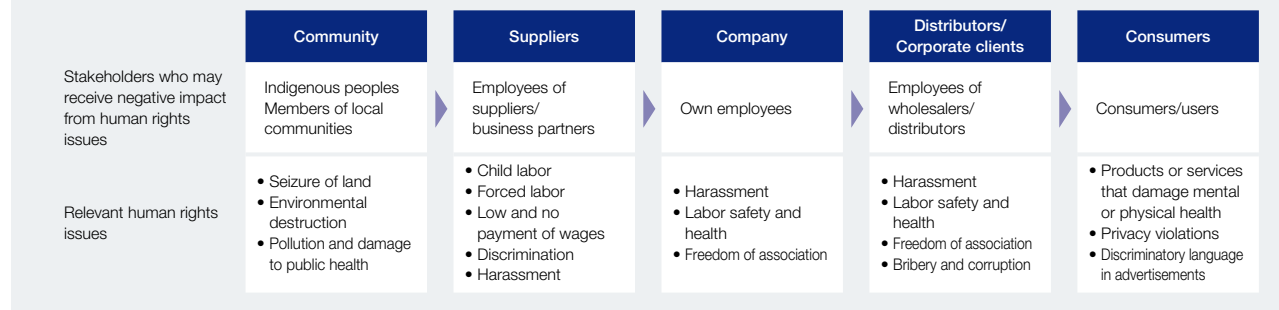 Community
Suppliers
Company
Distributors/
Corporate clients
Consumers
Stakeholders who may
receive negative impact
from human rights
issues
Indigenous peoples
Members of local
communities
Employees of
suppliers/
business partners
Own employees
Employees of
wholesalers/
distributors
Consumers/users
Relevant human rights
issues
• Seizure of land
• Environmental
destruction
• Pollution and damage
to public health
• Child labor
• Forced labor
• Low and no
payment of wages
• Discrimination
• Harassment
• Harassment
• Labor safety and
health
• Freedom of association
• Harassment
• Labor safety and
health
• Freedom of association
• Bribery and corruption
• Products or services
that damage mental
or physical health
• Privacy violations
• Discriminatory language
in advertisements